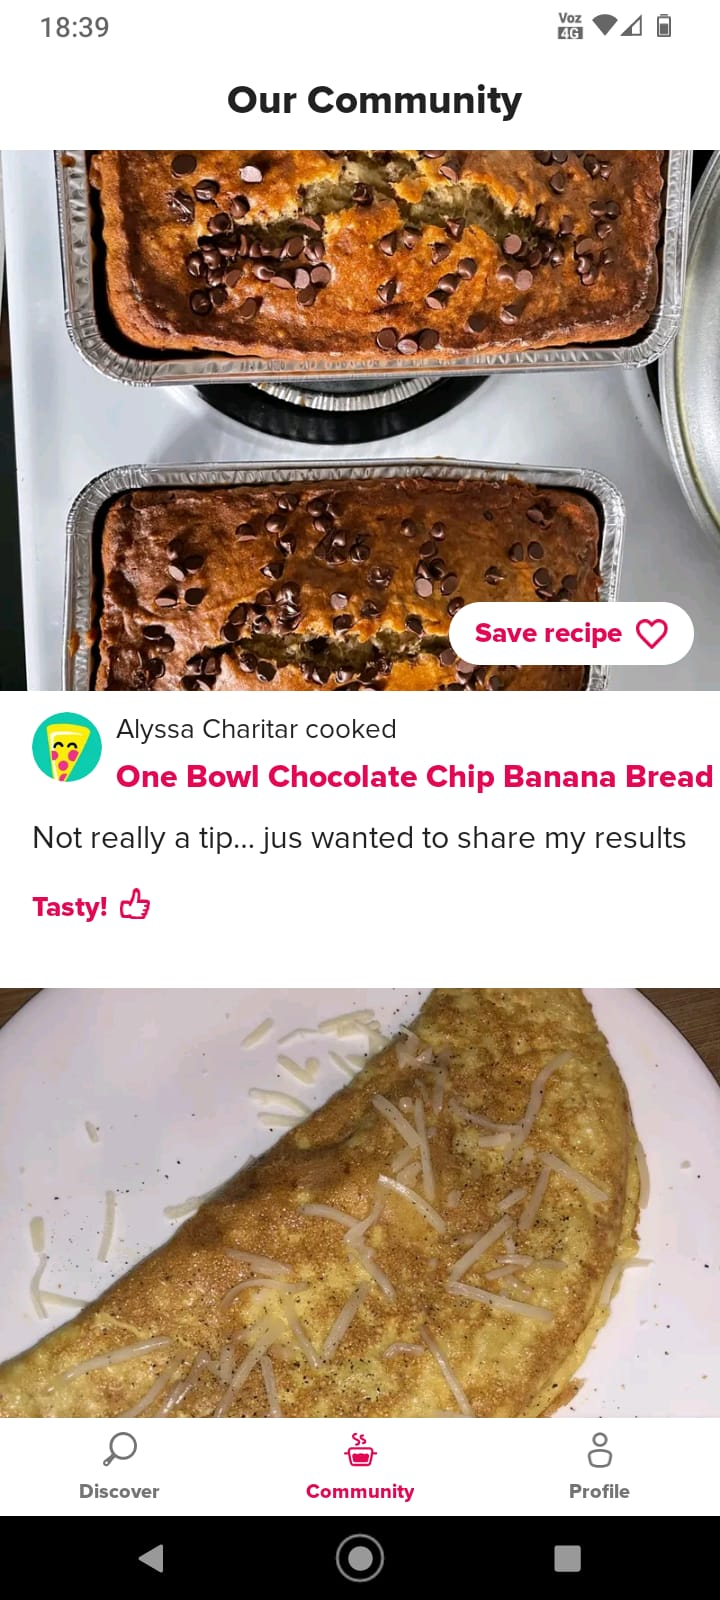 18:39
Voz
4G
Our Community
Save recipe
Alyssa Charitar cooked
One Bowl Chocolate Chip Banana Bread
Not really a tip... jus wanted to share my results
Tasty!
Discover
Community
Profile